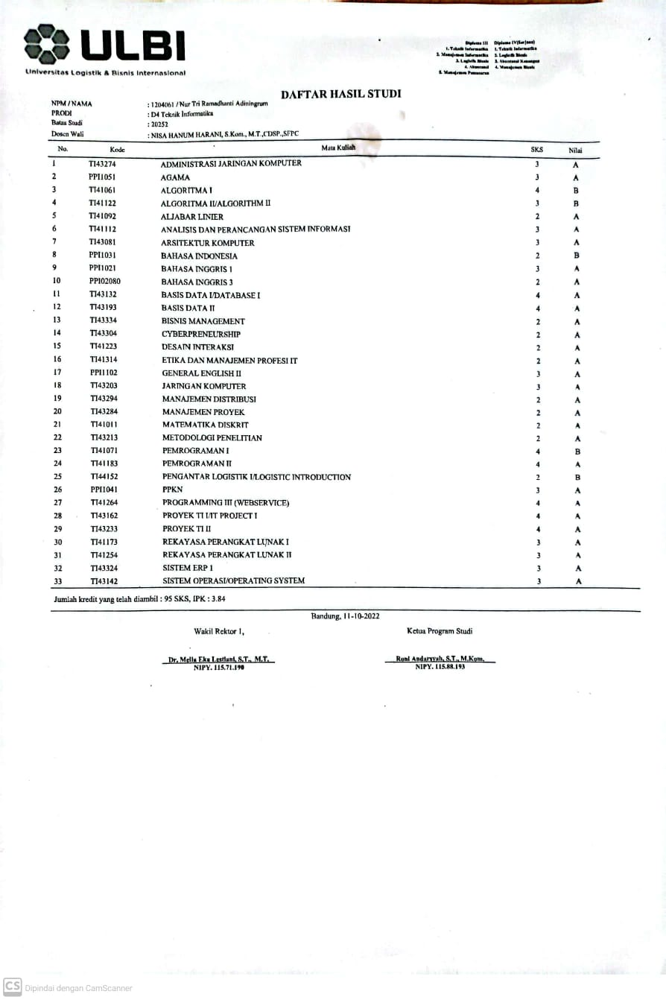 ULBI
Universitas Logistik & Bisnis Internasional
Diploma III Diploma IV(Sarjana)
1. Teknik Informatika 1. Teknik Informatika
2. Manajemen Informatika 2. Logistik Bisnis
3. Logistik Bisnis 3. Akuntansi Keuangan
4. Akuntansi 4. Manajemen Bisnis
5. Manajemen Pemasaran
DAFTAR HASIL STUDI
NPM / NAMA : 1204061 / Nur Tri Ramadhanti Adiningrum
PRODI : D4 Teknik Informatika
Batas Studi : 20252
Dosen Wali : NISA HANUM HARANI, S.Kom., M.T.,CDSP.,SFPC
No. Kode Mata Kuliah SKS Nilai
1 TI43274 ADMINISTRASI JARINGAN KOMPUTER 3 A
2 PPI1051 AGAMA 3 A
3 TI41061 ALGORITMA I 4 B
4 TI41122 ALGORITMA II/ALGORITHM II 3 B
5 TI41092 ALJABAR LINIER 2 A
6 TI41112 ANALISIS DAN PERANCANGAN SISTEM INFORMASI 3 A
7 TI43081 ARSITEKTUR KOMPUTER 3 A
8 PPI1031 BAHASA INDONESIA 2 B
9 PPI1021 BAHASA INGGRIS 1 3 A
10 PPI02080 BAHASA INGGRIS 3 2 A
11 TI43132 BASIS DATA I/DATABASE I 4 A
12 TI43193 BASIS DATA II 4 A
13 TI43334 BISNIS MANAGEMENT 2 A
14 TI43304 CYBERPRENEURSHIP 2 A
15 TI41223 DESAIN INTERAKSI 2 A
16 TI41314 ETIKA DAN MANAJEMEN PROFESI IT 2 A
17 PPI1102 GENERAL ENGLISH II 3 A
18 TI43203 JARINGAN KOMPUTER 3 A
19 TI43294 MANAJEMEN DISTRIBUSI 2 A
20 TI43284 MANAJEMEN PROYEK 2 A
21 TI41011 MATEMATIKA DISKRIT 2 A
22 TI43213 METODOLOGI PENELITIAN 2 A
23 TI41071 PEMROGRAMAN I 4 B
24 TI41183 PEMROGRAMAN II 4 A
25 TI44152 PENGANTAR LOGISTIK I/LOGISTIC INTRODUCTION 2 B
26 PPI1041 PPKN 3 A
27 TI41264 PROGRAMMING III (WEBSERVICE) 4 A
28 TI43162 PROYEK TI I/IT PROJECT I 4 A
29 TI43233 PROYEK TI II 4 A
30 TI41173 REKAYASA PERANGKAT LUNAK I 3 A
31 TI41254 REKAYASA PERANGKAT LUNAK II 3 A
32 TI43324 SISTEM ERP 1 3 A
33 TI43142 SISTEM OPERASI/OPERATING SYSTEM 3 A
Jumlah kredit yang telah diambil : 95 SKS, IPK : 3.84
Bandung, 11-10-2022
Wakil Rektor I, Ketua Program Studi
Dr. Melia Eka Lestiani, S.T., M.T. Roni Andarsyah, S.T., M.Kom.
NIPY. 115.71.190 NIPY. 115.88.193
CS Dipindai dengan CamScanner